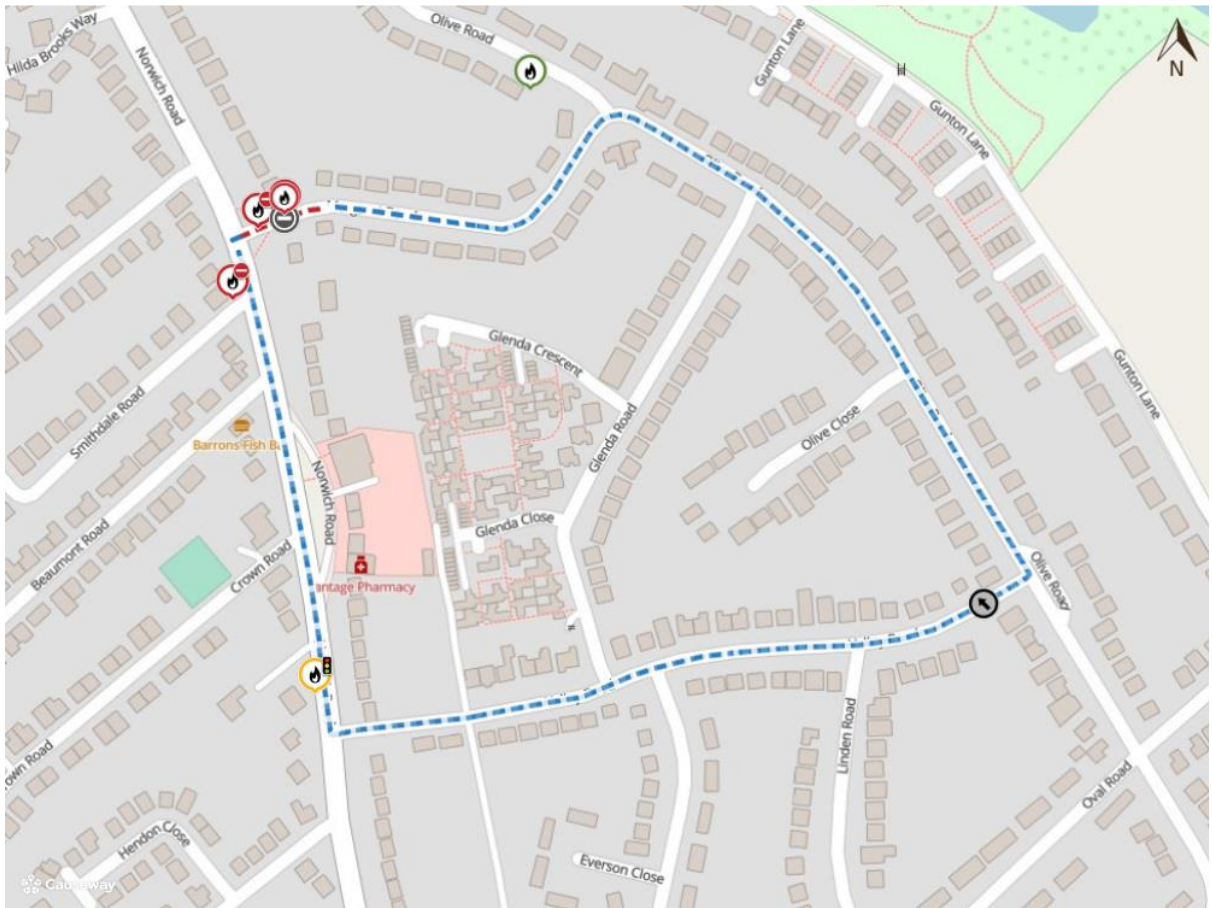 Hilda Brooks Way
Norwich Road
Olive Road
Gunton Lane
N
Gunton Lane
Gunton Lane
Glenda Crescent
Glenda Road
Olive Close
Smithdale Road
Barrons Fish Ba
Norwich Road
Glenda Close
Beaumont Road
Crown Road
antage Pharmacy
Olive Road
Linden Road
Oval Road
rown Road
Hendon Close
Everson Close
Causeway